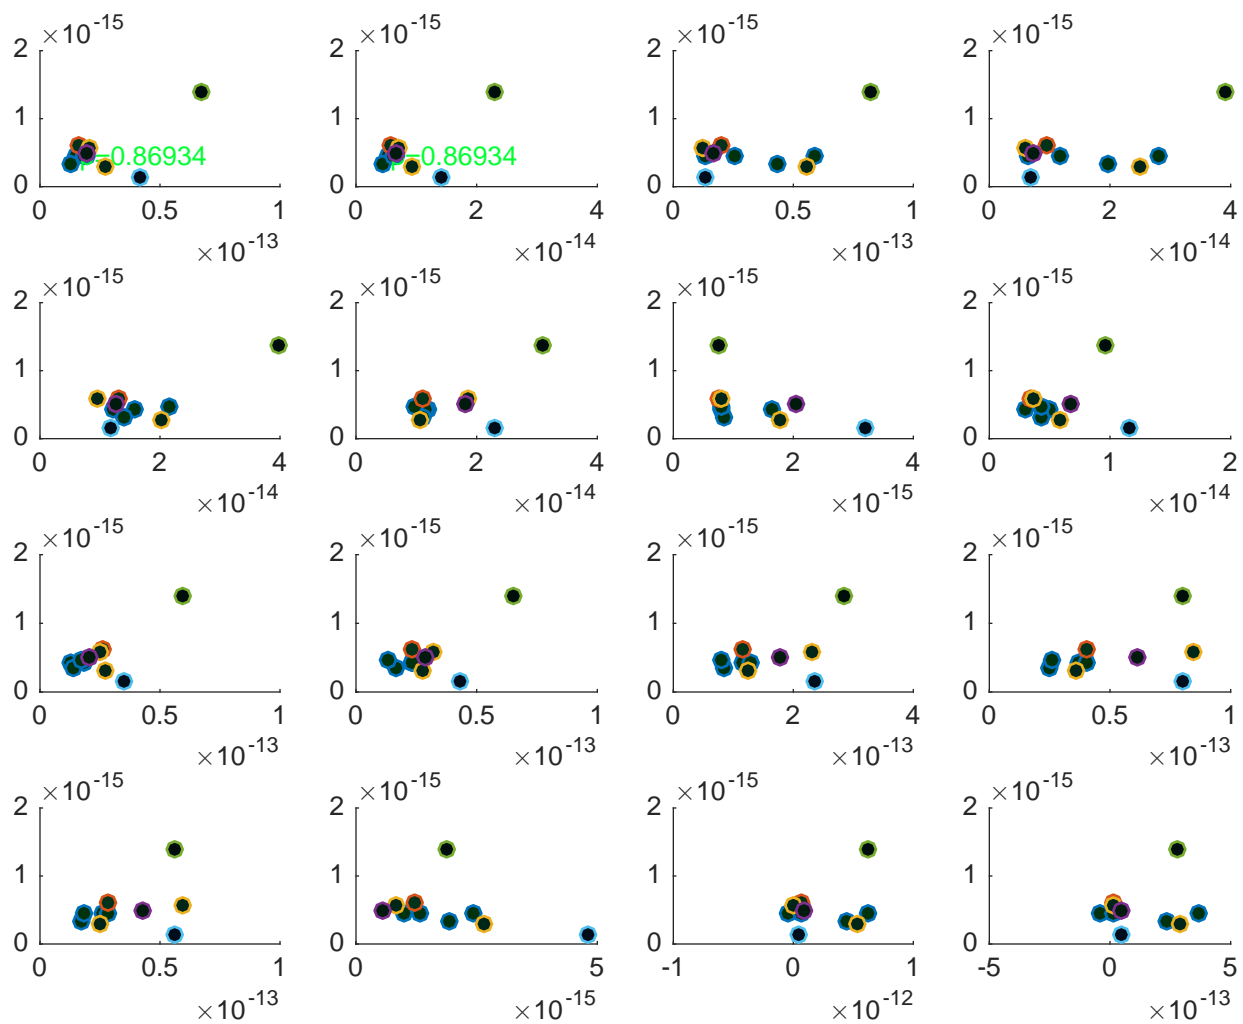 ×10-15 ×10-15 ×10-15 ×10-15
2 2 2 2
1 1 1 1
p=0.86934 p=0.86934
0 0 0 0
0 0.5 1 0 2 4 0 0.5 1 0 2 4
×10-13 ×10-14 ×10-13 ×10-14
×10-15 ×10-15 ×10-15 ×10-15
2 2 2 2
1 1 1 1
0 0 0 0
0 2 4 0 2 4 0 2 4 0 1 2
×10-14 ×10-14 ×10-15 ×10-14
×10-15 ×10-15 ×10-15 ×10-15
2 2 2 2
1 1 1 1
0 0 0 0
0 0.5 1 0 0.5 1 0 2 4 0 0.5 1
×10-13 ×10-13 ×10-13 ×10-13
×10-15 ×10-15 ×10-15 ×10-15
2 2 2 2
1 1 1 1
0 0 0 0
0 0.5 1 0 5 -1 0 1 -5 0 5
×10-13 ×10-15 ×10-12 ×10-13